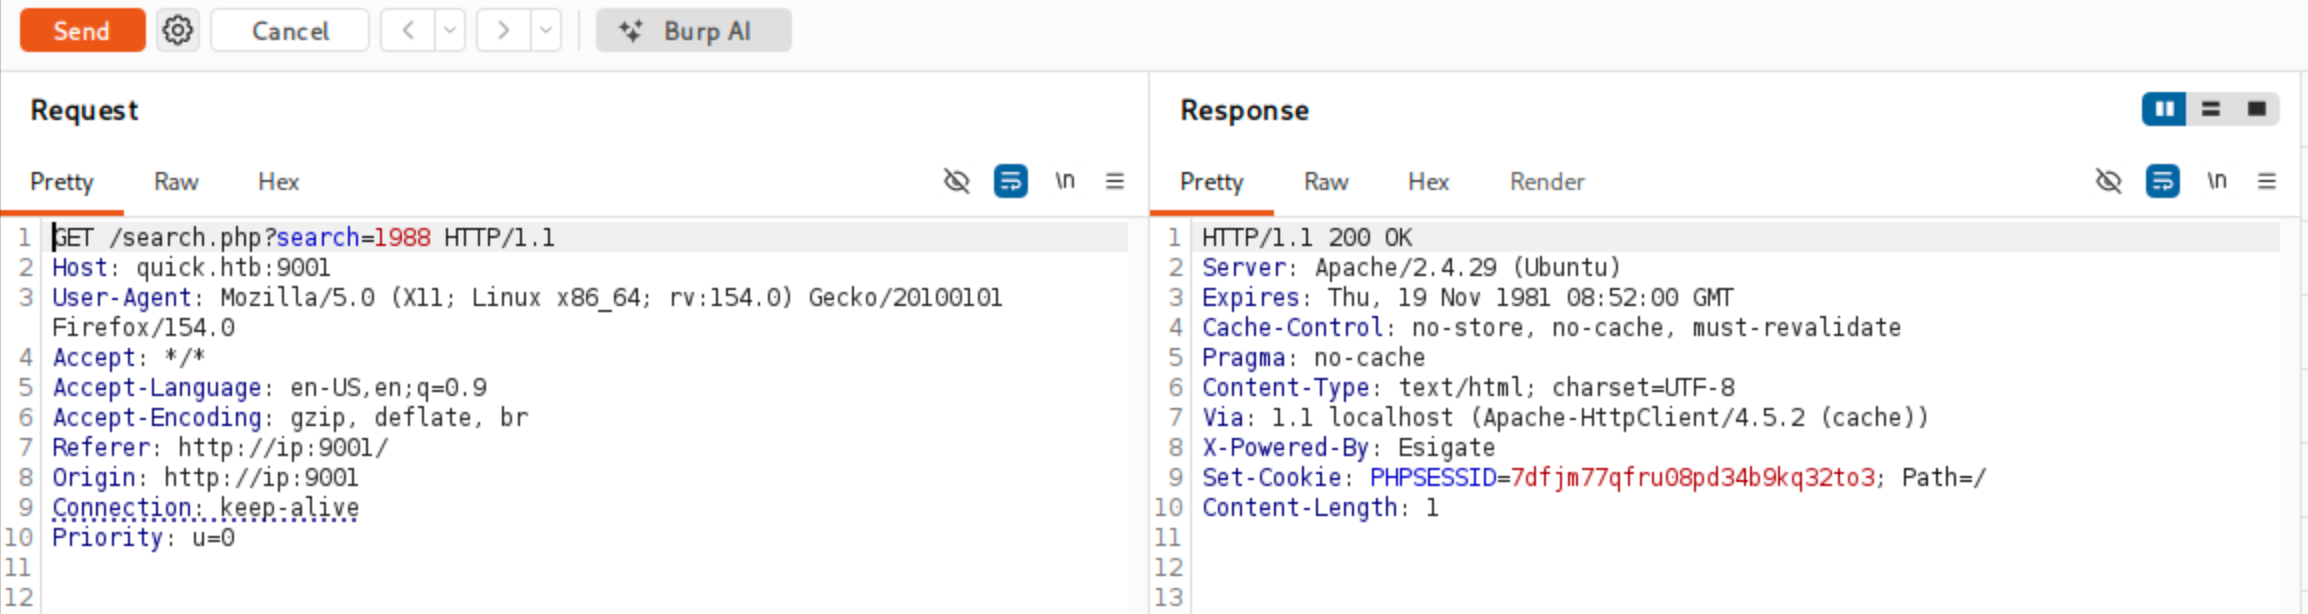 Send Cancel < > Burp AI
Request
Pretty Raw Hex \n
1 GET /search.php?search=1988 HTTP/1.1
2 Host: quick.htb:9001
3 User-Agent: Mozilla/5.0 (X11; Linux x86_64; rv:154.0) Gecko/20100101
Firefox/154.0
4 Accept: */*
5 Accept-Language: en-US,en;q=0.9
6 Accept-Encoding: gzip, deflate, br
7 Referer: http://ip:9001/
8 Origin: http://ip:9001
9 Connection: keep-alive
10 Priority: u=0
11
12
Response
Pretty Raw Hex Render \n
1 HTTP/1.1 200 OK
2 Server: Apache/2.4.29 (Ubuntu)
3 Expires: Thu, 19 Nov 1981 08:52:00 GMT
4 Cache-Control: no-store, no-cache, must-revalidate
5 Pragma: no-cache
6 Content-Type: text/html; charset=UTF-8
7 Via: 1.1 localhost (Apache-HttpClient/4.5.2 (cache))
8 X-Powered-By: Esigate
9 Set-Cookie: PHPSESSID=7dfjm77qfru08pd34b9kq32to3; Path=/
10 Content-Length: 1
11
12
13